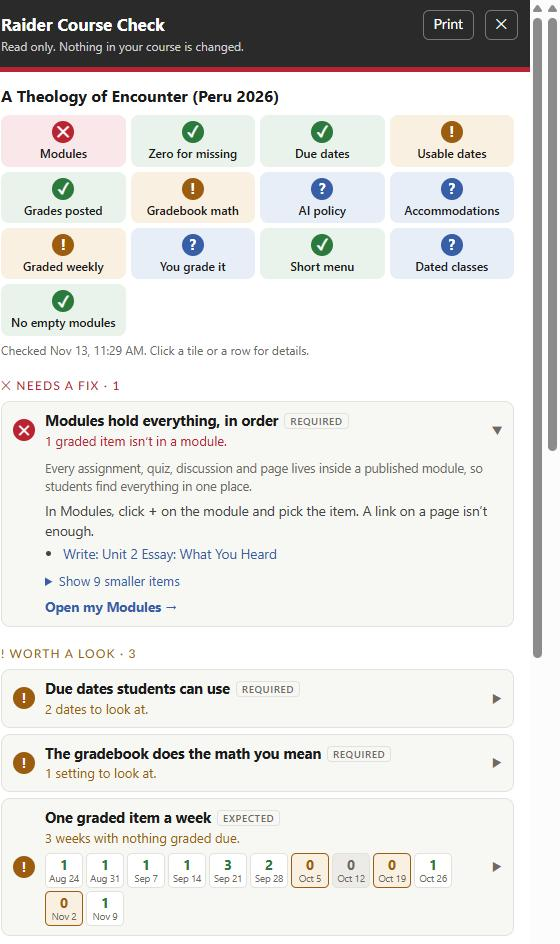 Raider Course Check
Print
×
Read only. Nothing in your course is changed.
A Theology of Encounter (Peru 2026)
Modules
Zero for missing
Due dates
! Usable dates
Grades posted
! Gradebook math
? AI policy
? Accommodations
! Graded weekly
? You grade it
Short menu
? Dated classes
No empty modules
Checked Nov 13, 11:29 AM. Click a tile or a row for details.
× NEEDS A FIX · 1
Modules hold everything, in order REQUIRED
1 graded item isn’t in a module.
Every assignment, quiz, discussion and page lives inside a published module, so
students find everything in one place.
In Modules, click + on the module and pick the item. A link on a page isn’t
enough.
• Write: Unit 2 Essay: What You Heard
▶ Show 9 smaller items
Open my Modules →
! WORTH A LOOK · 3
! Due dates students can use REQUIRED
2 dates to look at.
! The gradebook does the math you mean REQUIRED
1 setting to look at.
! One graded item a week EXPECTED
3 weeks with nothing graded due.
1 1 1 1 3 2 0 0 0 1
Aug 24 Aug 31 Sep 7 Sep 14 Sep 21 Sep 28 Oct 5 Oct 12 Oct 19 Oct 26
0 1
Nov 2 Nov 9